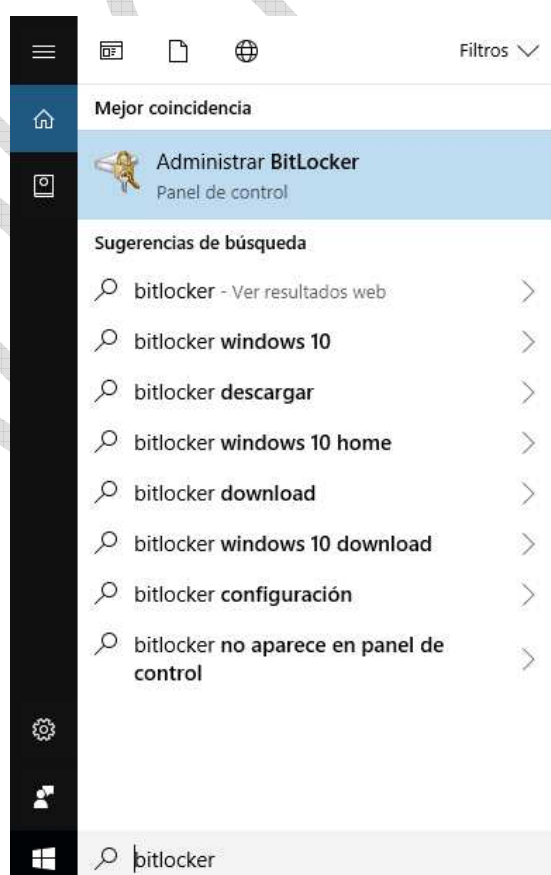 Filtros
Mejor coincidencia
Administrar BitLocker
Panel de control
Sugerencias de búsqueda
bitlocker - Ver resultados web
bitlocker windows 10
bitlocker descargar
bitlocker windows 10 home
bitlocker download
bitlocker windows 10 download
bitlocker configuración
bitlocker no aparece en panel de
control
bitlocker